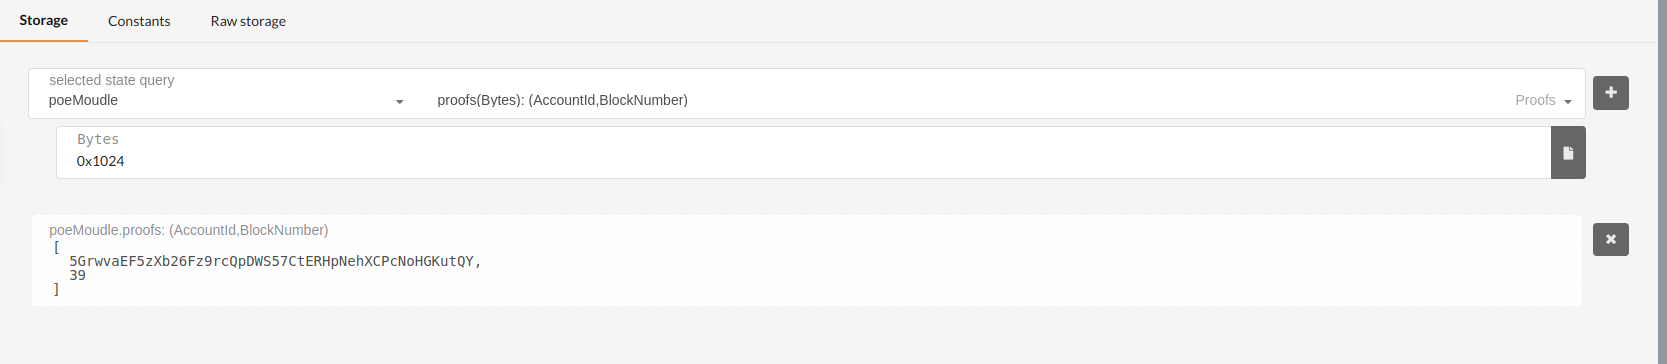 Storage Constants Raw storage
selected state query
poeMoudle proofs(Bytes): (AccountId,BlockNumber) Proofs
Bytes
0x1024
poeMoudle.proofs: (AccountId,BlockNumber)
[
5GrwvaEF5zXb26Fz9rcQpDWS57CtERHpNehXCPcNoHGKutQY,
39
]